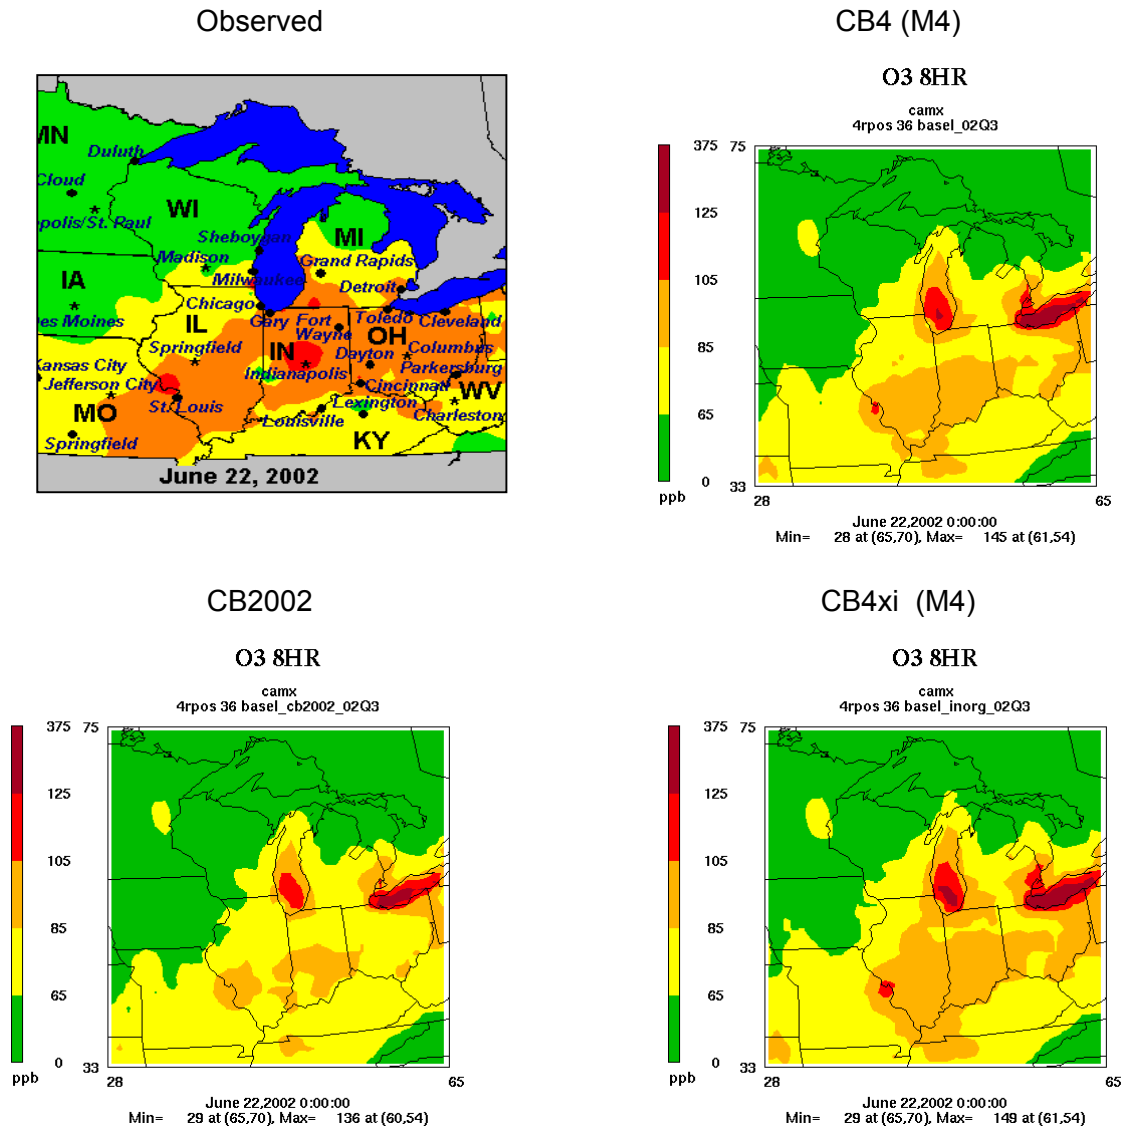 Observed
MN
Duluth
Cloud
WI
apolis/St. Paul
MI
Sheboygan
Madison
Grand Rapids
IA
Milwaukee
Detroit
Chicago
Des Moines
Gary Fort
Toledo
Cleveland
IL
Wayne
OH
Springfield
IN
Dayton
Columbus
Kansas City
Indianapolis
Parkersburg
Jefferson City
Cincinnati
WV
MO
St. Louis
Lexington
Charleston
Louisville
Springfield
KY
June 22, 2002
CB4 (M4)
O3 8HR
camx
4rpos 36 basel_02Q3
375
125
105
85
65
0
ppb
75
33
28
65
June 22,2002 0:00:00
Min= 28 at (65,70), Max= 145 at (61,54)
CB2002
O3 8HR
camx
4rpos 36 basel_cb2002_02Q3
375
125
105
85
65
0
ppb
75
33
28
65
June 22,2002 0:00:00
Min= 29 at (65,70), Max= 136 at (60,54)
CB4xi (M4)
O3 8HR
camx
4rpos 36 basel_inorg_02Q3
375
125
105
85
65
0
ppb
75
33
28
65
June 22,2002 0:00:00
Min= 29 at (65,70), Max= 149 at (61,54)